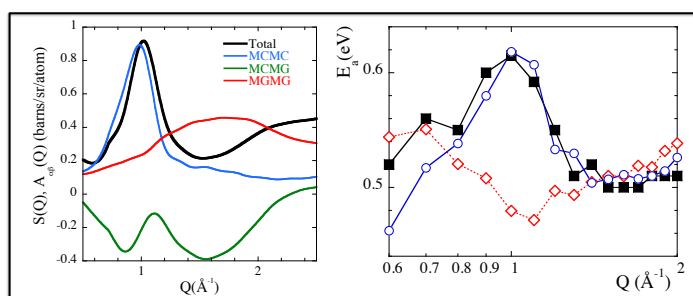 S(Q), A αβ(Q) (barns/sr/atom)
1
0.8
0.6
0.4
0.2
0
-0.2
-0.4
Total
MCMC
MCMG
MGMG
1
2
Q(Å-1)
E a (eV)
0.6
0.5
0.6
0.7
0.8
0.9
1
2
Q (Å-1)